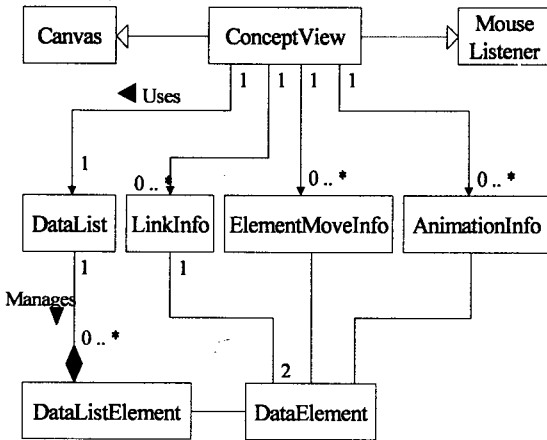 Canvas
ConceptView
Mouse
Listener
Uses
1
1
1
1
1
0 .. *
0 .. *
0 .. *
DataList
LinkInfo
ElementMoveInfo
AnimationInfo
1
1
Manages
0 .. *
2
DataListElement
DataElement